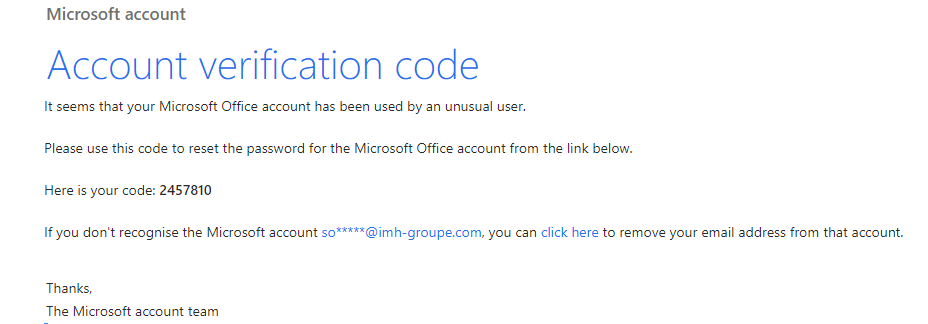 Microsoft account
Account verification code
It seems that your Microsoft Office account has been used by an unusual user.
Please use this code to reset the password for the Microsoft Office account from the link below.
Here is your code: 2457810
If you don't recognise the Microsoft account so*****@imh-groupe.com, you can click here to remove your email address from that account.
Thanks,
The Microsoft account team